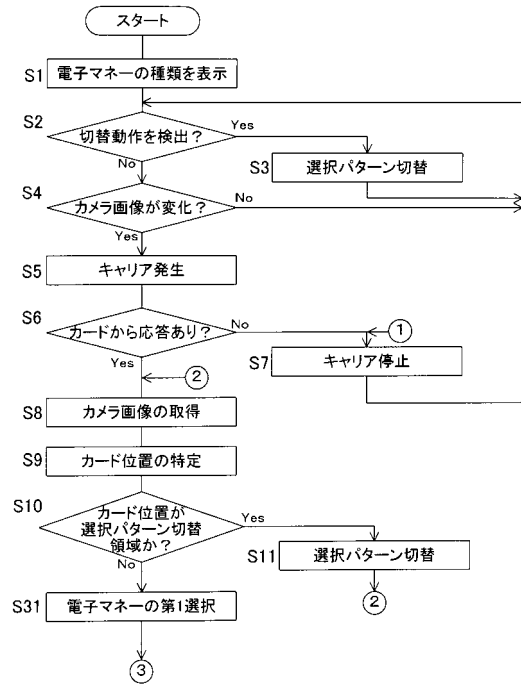 スタート
S1
電子マネーの種類を表示
S2
切替動作を検出？
Yes
No
S3
選択パターン切替
S4
カメラ画像が変化？
No
Yes
S5
キャリア発生
S6
カードから応答あり？
No
Yes
①
S7
キャリア停止
②
S8
カメラ画像の取得
S9
カード位置の特定
S10
カード位置が
選択パターン切替
領域か？
Yes
No
S11
選択パターン切替
②
S31
電子マネーの第1選択
③